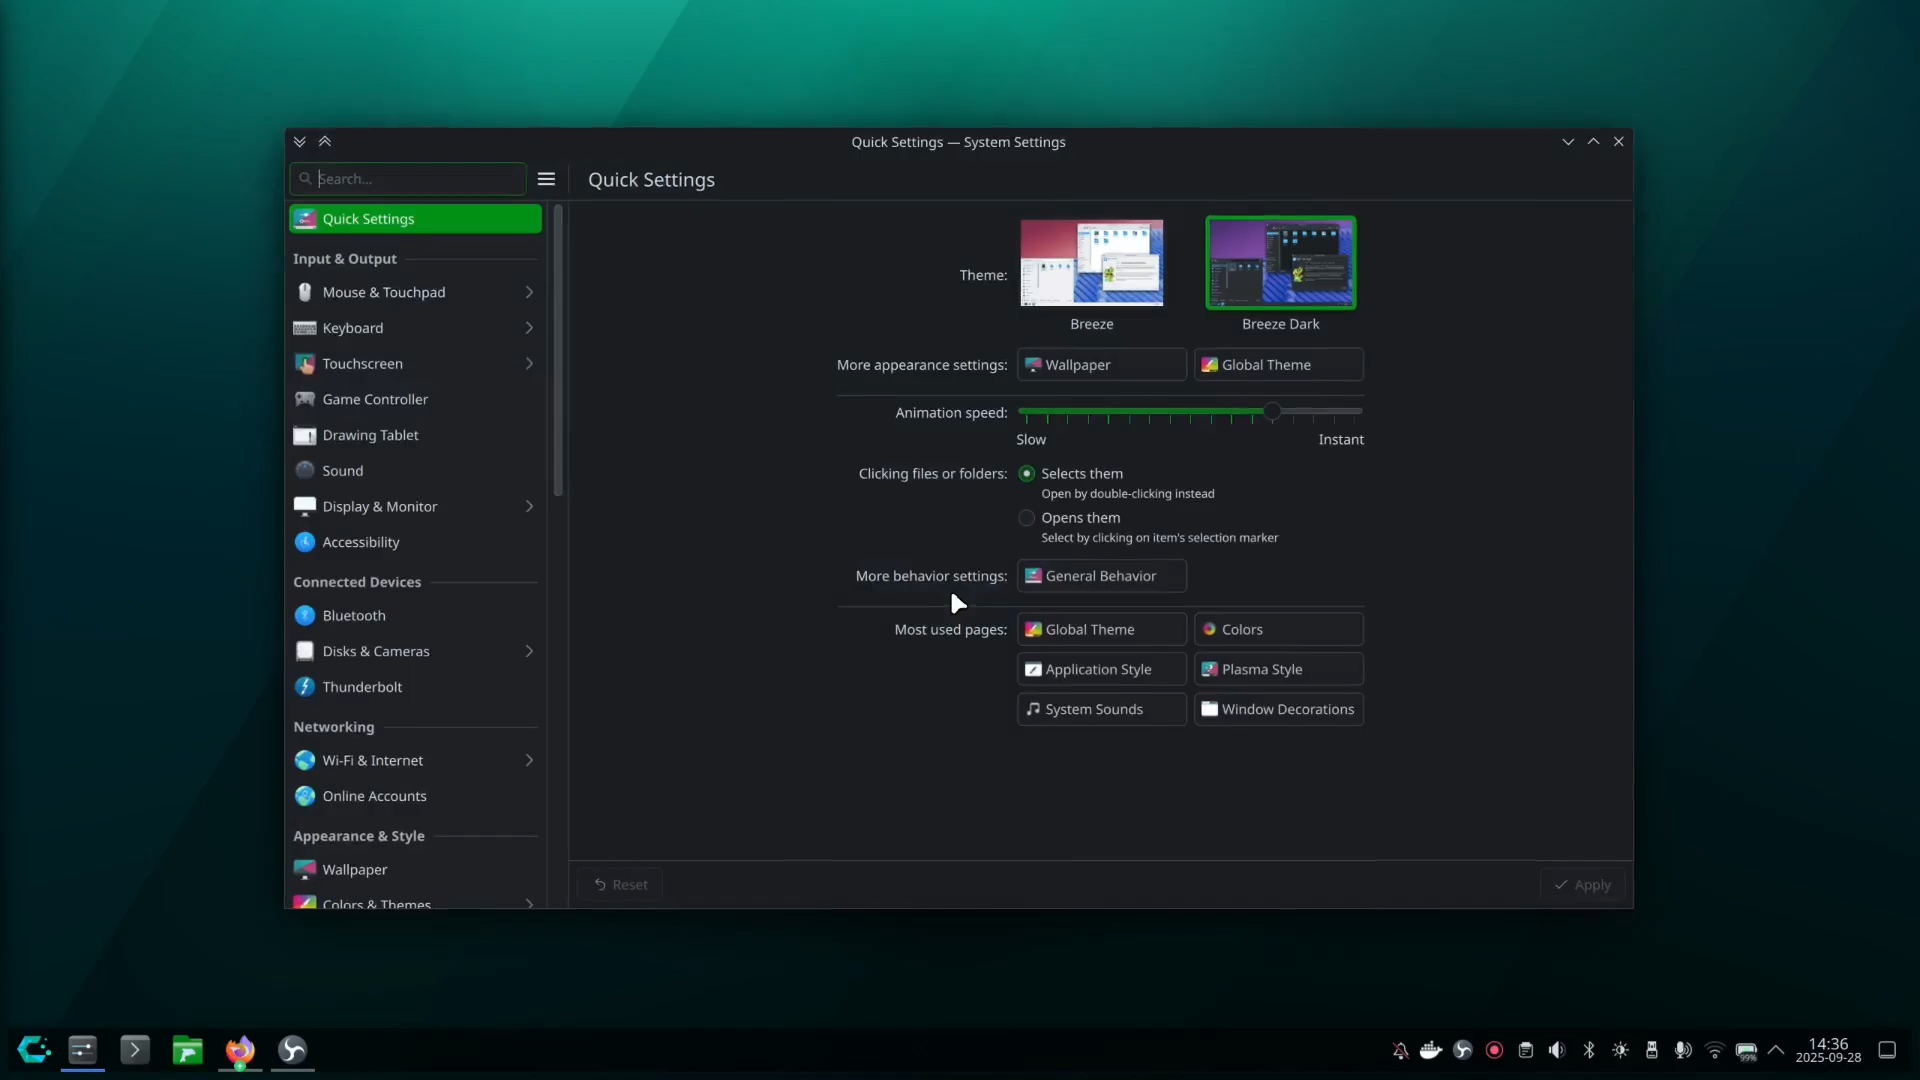 Quick Settings — System Settings
Search...
Quick Settings
Quick Settings
Input & Output
Mouse & Touchpad
Keyboard
Touchscreen
Game Controller
Drawing Tablet
Sound
Display & Monitor
Accessibility
Connected Devices
Bluetooth
Disks & Cameras
Thunderbolt
Networking
Wi-Fi & Internet
Online Accounts
Appearance & Style
Wallpaper
Colors & Themes
Theme:
Breeze
Breeze Dark
More appearance settings:
Wallpaper
Global Theme
Animation speed:
Slow
Instant
Clicking files or folders:
Selects them
Open by double-clicking instead
Opens them
Select by clicking on item's selection marker
More behavior settings:
General Behavior
Most used pages:
Global Theme
Colors
Application Style
Plasma Style
System Sounds
Window Decorations
Reset
Apply
99%
14:36
2025-09-28